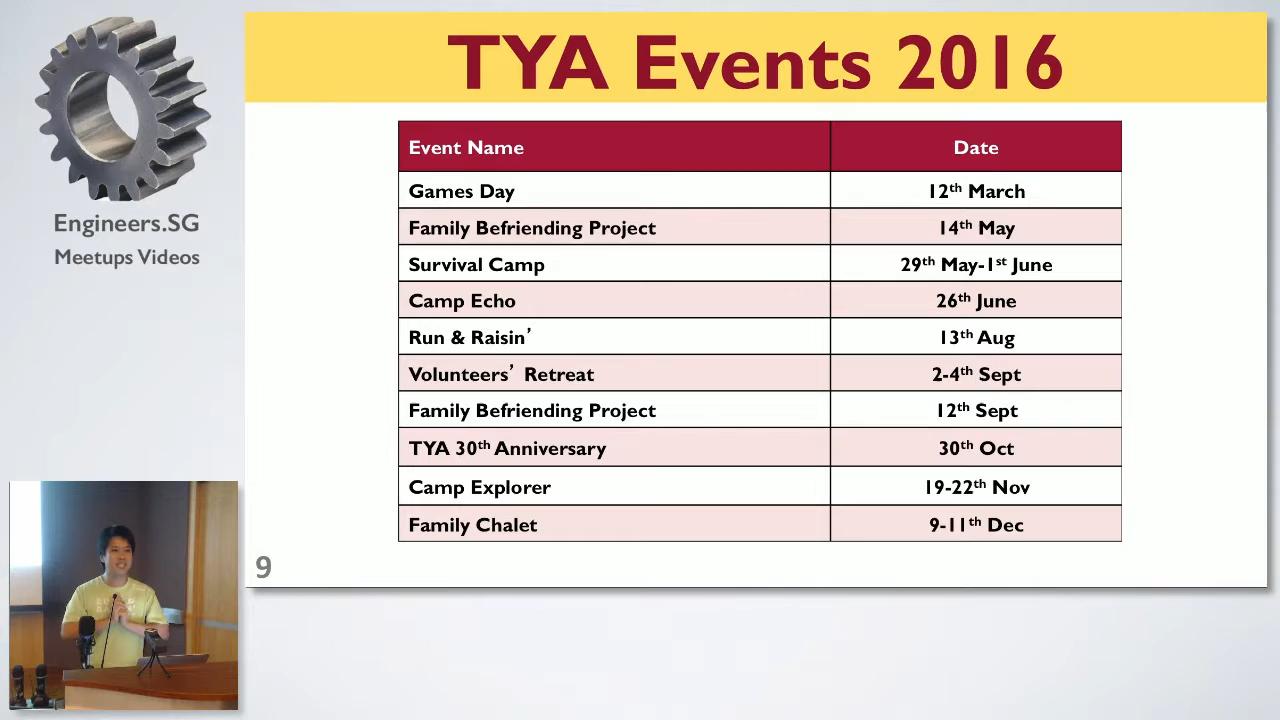 TYA Events 2016
Event Name Date
Games Day 12th March
Family Befriending Project 14th May
Survival Camp 29th May-1st June
Camp Echo 26th June
Run & Raisin’ 13th Aug
Volunteers’ Retreat 2-4th Sept
Family Befriending Project 12th Sept
TYA 30th Anniversary 30th Oct
Camp Explorer 19-22th Nov
Family Chalet 9-11th Dec
9
Engineers.SG
Meetups Videos